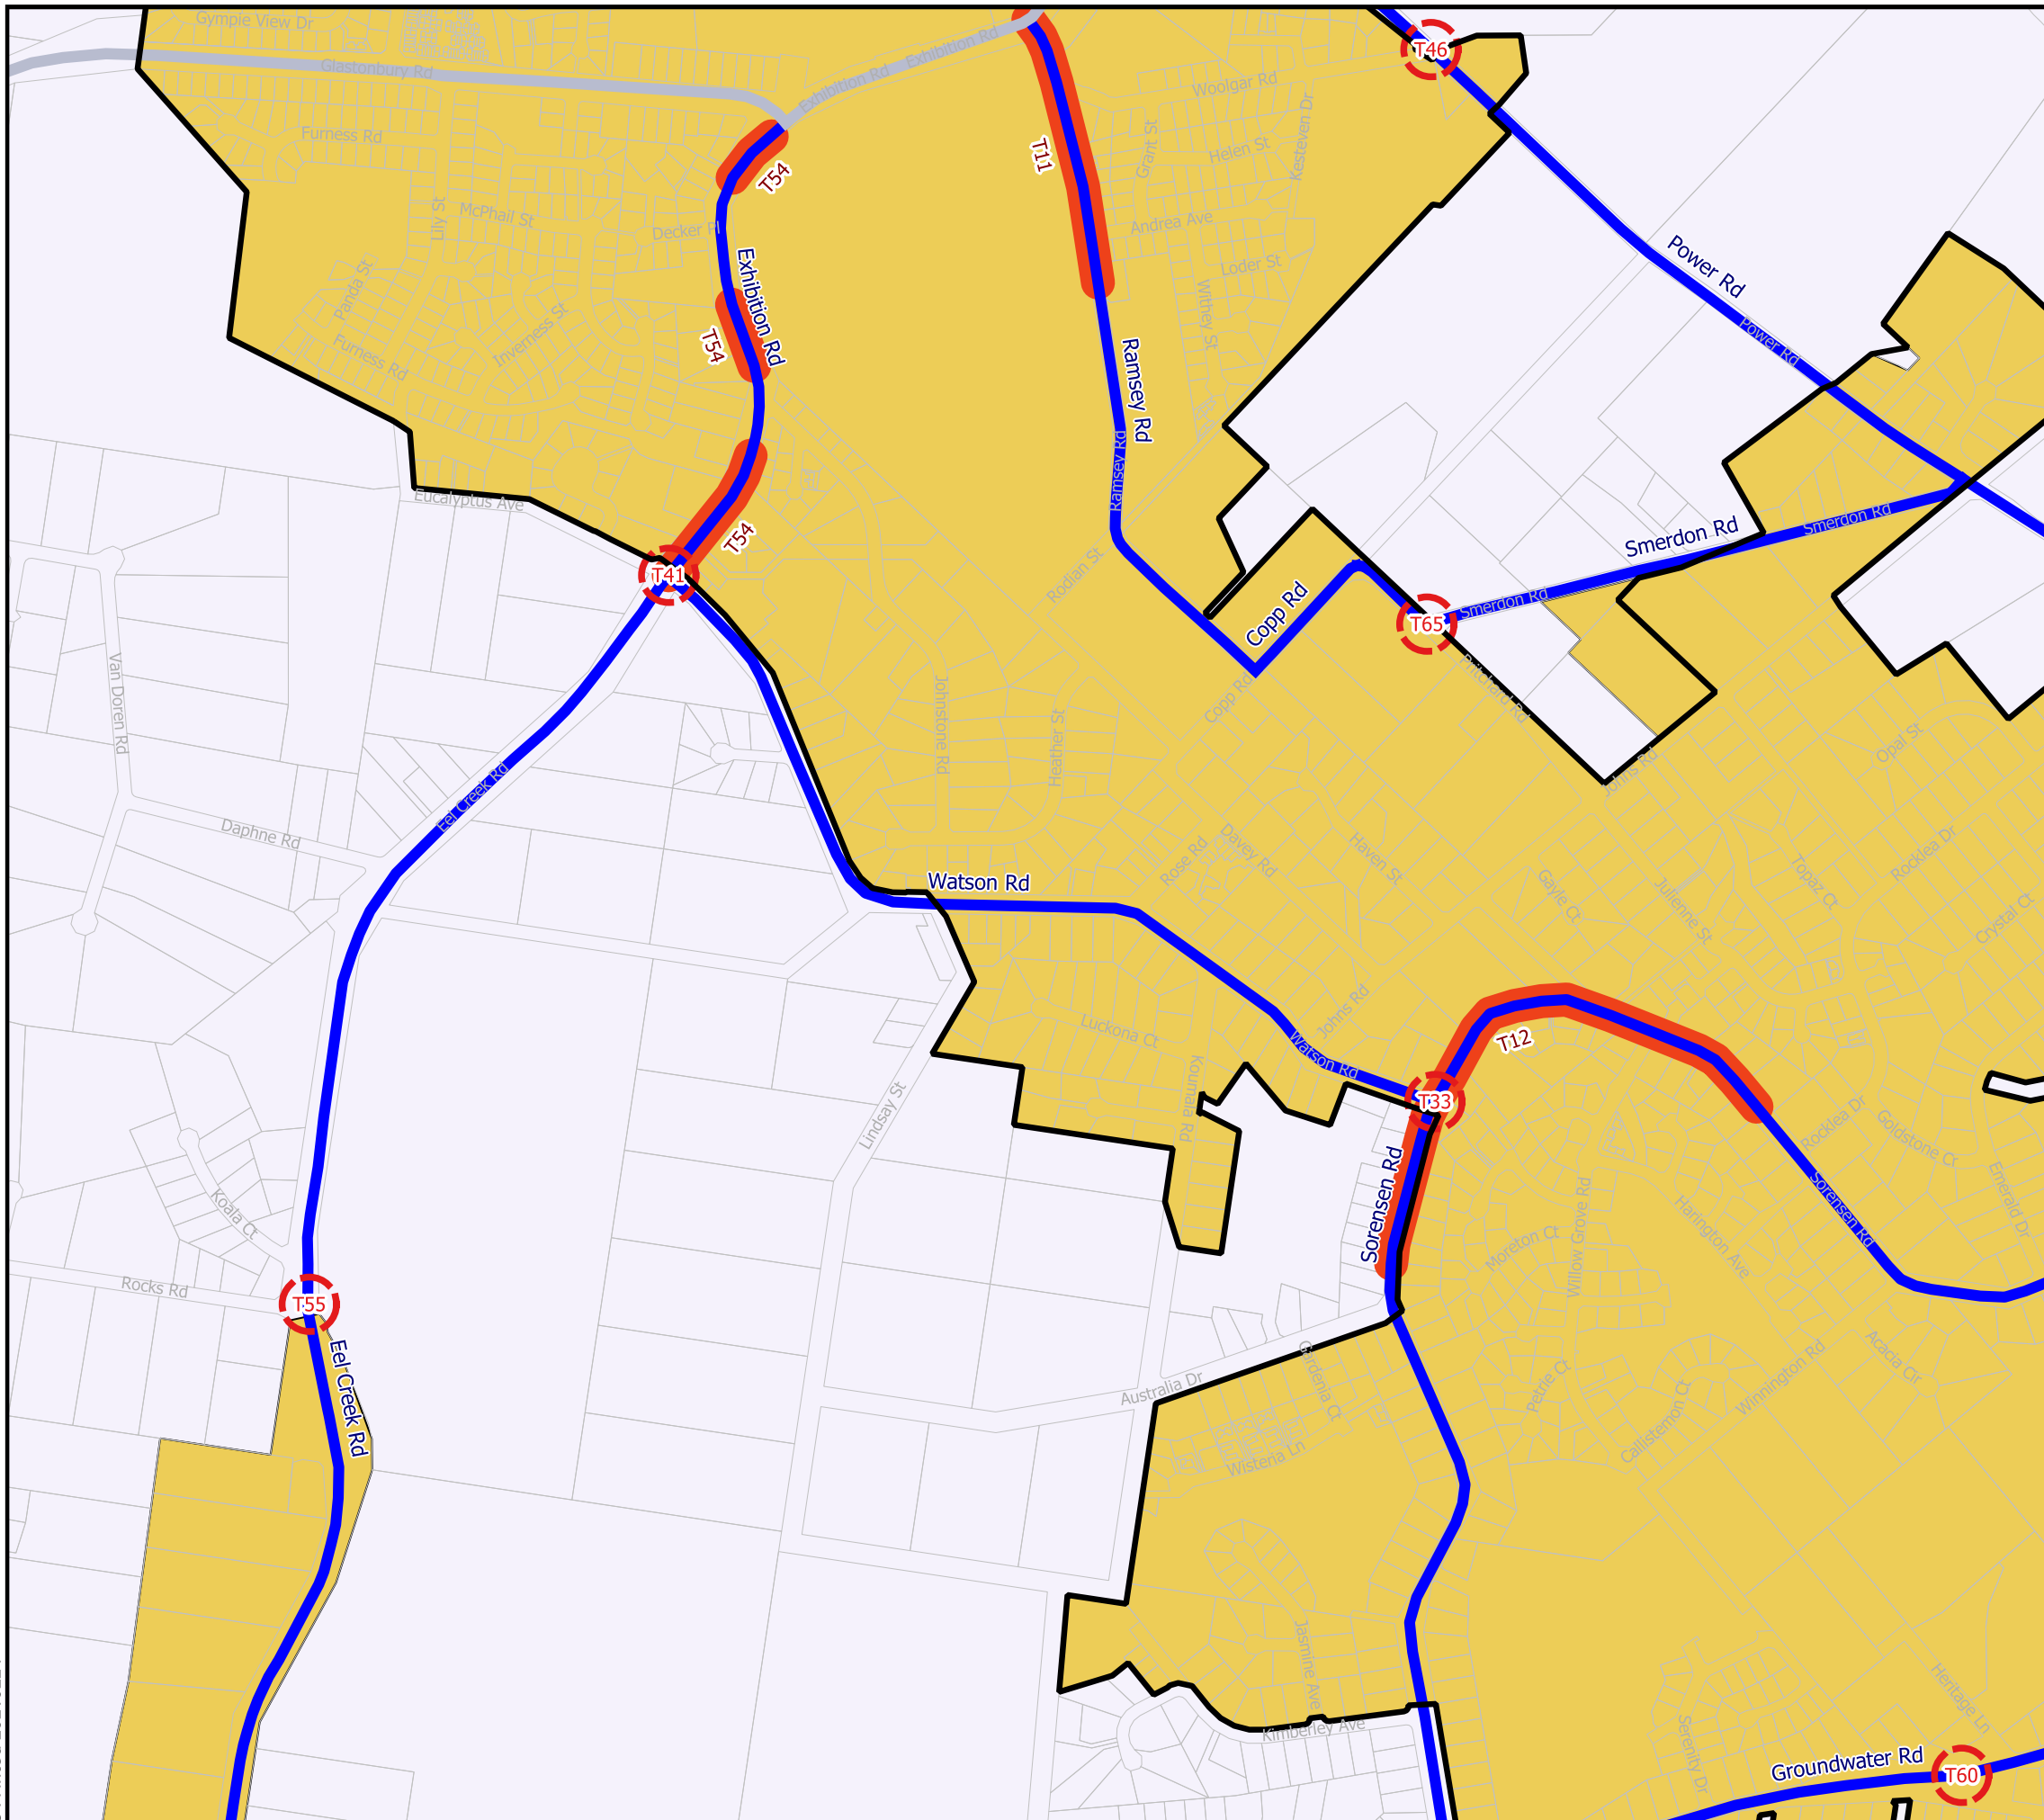 Gympie View Dr
Glastonbury Rd
Exhibition Rd
Exhibition Rd
T46
Woolgar Rd
Furness Rd
T54
T11
Grant St
Helen St
Kesteven Dr
Lilly St
McPhail St
Decker Pl
Andrea Ave
Loder St
Withey St
Power Rd
Power Rd
Panda St
Inverness St
Furness Rd
T54
Exhibition Rd
Ramsey Rd
Ramsey Rd
Eucalyptus Ave
T54
T41
Rodian St
Copp Rd
T65
Smerdon Rd
Smerdon Rd
Smerdon Rd
Pritchard Rd
Copp Rd
Van Doren Rd
Johnstone Rd
Heather St
Opal St
Johns Rd
Eel Creek Rd
Daphne Rd
Watson Rd
Rose Rd
Davey Rd
Haven St
Gayle Ct
Julienne St
Topaz Ct
Rocklea Dr
Crystal Ct
Luckona Ct
Johns Rd
Watson Rd
T12
T33
Koumala Rd
Lindsay St
Rocklea Dr
Goldstone Cr
Emerald Dr
Sorensen Rd
Sorensen Rd
Koala Ct
Moreton Ct
Willow Grove Rd
Harington Ave
Rocks Rd
T55
Eel Creek Rd
Australia Dr
Gardenia Ct
Petrie Ct
Callistemon Ct
Winnington Rd
Acacia Cir
Wisteria Ln
Jasmine Ave
Kimberley Ave
Heritage Ln
Serenity Dr
Groundwater Rd
T60